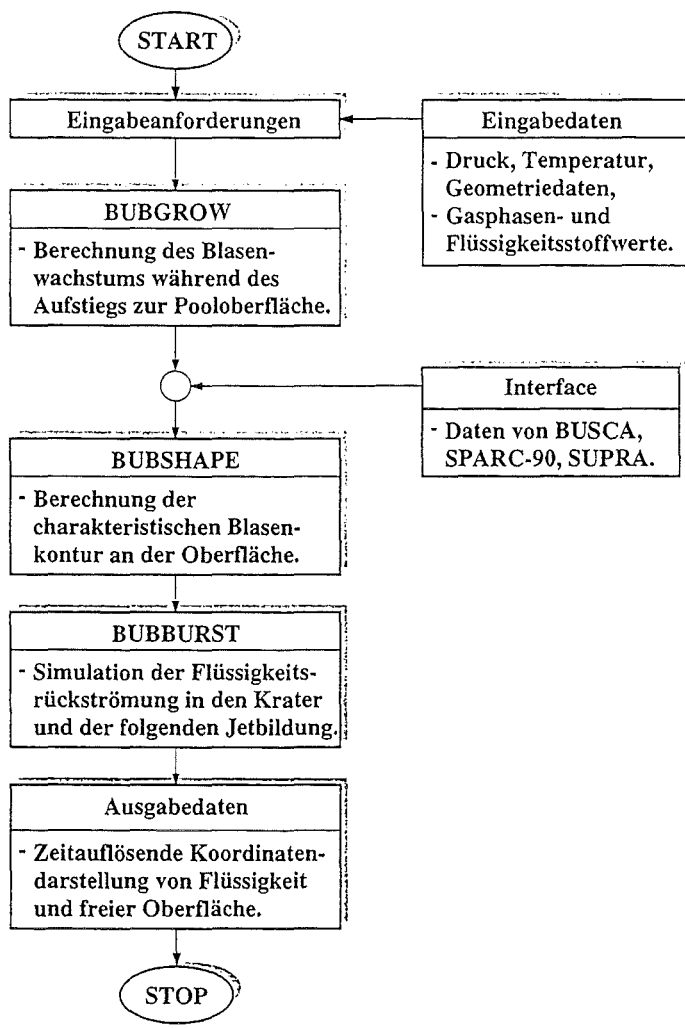 START
Eingabeanforderungen
Eingabedaten
- Druck, Temperatur,
Geometriedaten,
- Gasphasen- und
Flüssigkeitsstoffwerte.
BUBGROW
- Berechnung des Blasen-
wachstums während des
Aufstiegs zur Pooloberfläche.
Interface
- Daten von BUSCA,
SPARC-90, SUPRA.
BUBSHAPE
- Berechnung der
charakteristischen Blasen-
kontur an der Oberfläche.
BUBBURST
- Simulation der Flüssigkeits-
rückströmung in den Krater
und der folgenden Jetbildung.
Ausgabedaten
- Zeitauflösende Koordinaten-
darstellung von Flüssigkeit
und freier Oberfläche.
STOP